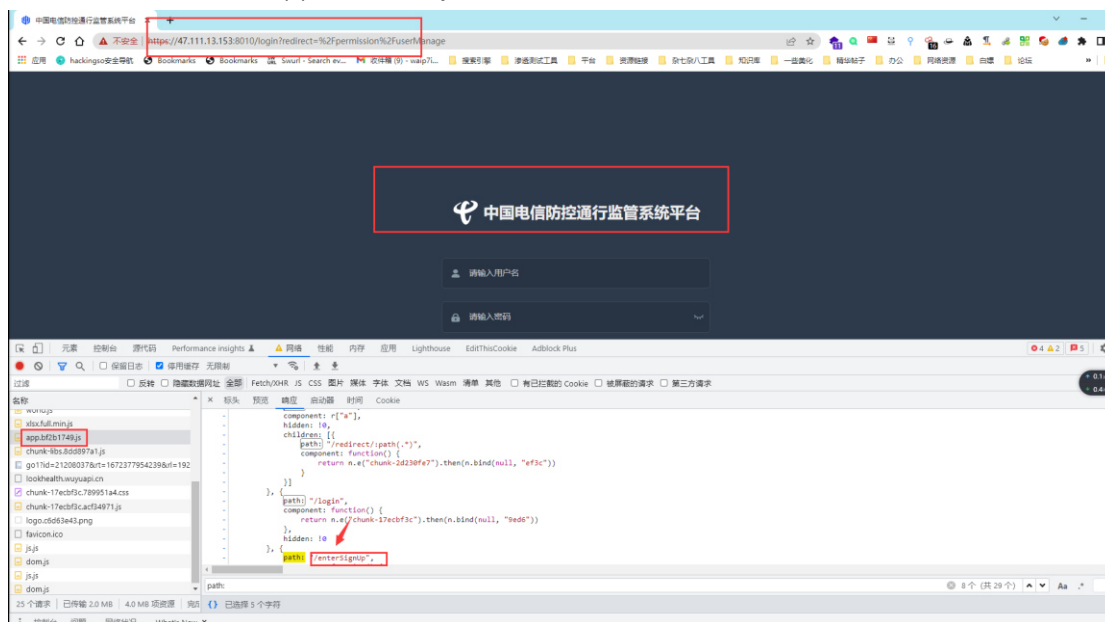 中国电信防控通行监管系统平台 × +
不安全 https://47.111.13.153:8010/login?redirect=%2Fpermission%2FuserManage
应用 hackingso安全导航 Bookmarks Bookmarks Swurl - Search ev... 收件箱 (9) - waip7i... 搜索引擎 渗透测试工具 平台 资源链接 杂七杂八工具 知识库 一些美化 精华帖子 办公 网络资源 白嫖 论坛 »
中国电信防控通行监管系统平台
请输入用户名
请输入密码
元素 控制台 源代码 Performance insights 网络 性能 内存 应用 Lighthouse EditThisCookie Adblock Plus 4 2 5
保留日志 停用缓存 无限制
过滤 反转 隐藏数据网址 全部 Fetch/XHR JS CSS 图片 媒体 字体 文档 WS Wasm 清单 其他 有已拦截的 Cookie 被屏蔽的请求 第三方请求
名称 × 标头 预览 响应 启动器 时间 Cookie
xlsx.full.min.js
app.bf2b1749.js
chunk-libs.8dd897a1.js
go1?id=21208037&rt=1672377954239&rl=192
lookhealth.wuyuapi.cn
chunk-17ecbf3c.789951a4.css
chunk-17ecbf3c.acf34971.js
logo.c6d63e43.png
favicon.ico
js.js
dom.js
js.js
dom.js
component: r["a"],
hidden: !0,
children: [{
path: "/redirect/:path(.*)",
component: function() {
return n.e("chunk-2d230fe7").then(n.bind(null, "ef3c"))
}
}]
}, {
path: "/login",
component: function() {
return n.e("chunk-17ecbf3c").then(n.bind(null, "9ed6"))
},
hidden: !0
}, {
path: "/enterSignUp",
path: 8 个 (共 29 个) Aa .*
25 个请求 已传输 2.0 MB 4.0 MB 项资源 {} 已选择 5 个字符